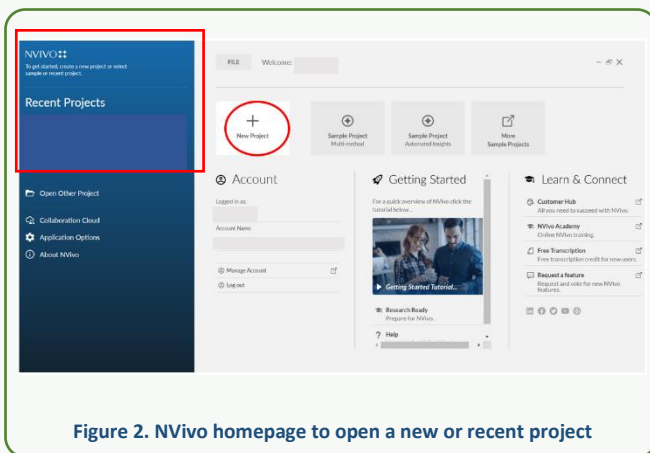 NVIVO
To get started, create a new project or select
sample or recent project.
Recent Projects
Open Other Project
Collaboration Cloud
Application Options
About NVivo
FILE Welcome:
New Project
Sample Project
Multi-method
Sample Project
Automated Insights
More
Sample Projects
Account
Logged in as:
Account Name
Manage Account
Log out
Getting Started
For a quick overview of NVivo click the
tutorial below...
Getting Started Tutorial...
Research Ready
Prepare for NVivo.
? Help
Learn & Connect
Customer Hub
All you need to succeed with NVivo.
NVivo Academy
Online NVivo training.
Free Transcription
Free transcription credit for new users.
Request a feature
Request and vote for new NVivo
features.
Figure 2. NVivo homepage to open a new or recent project